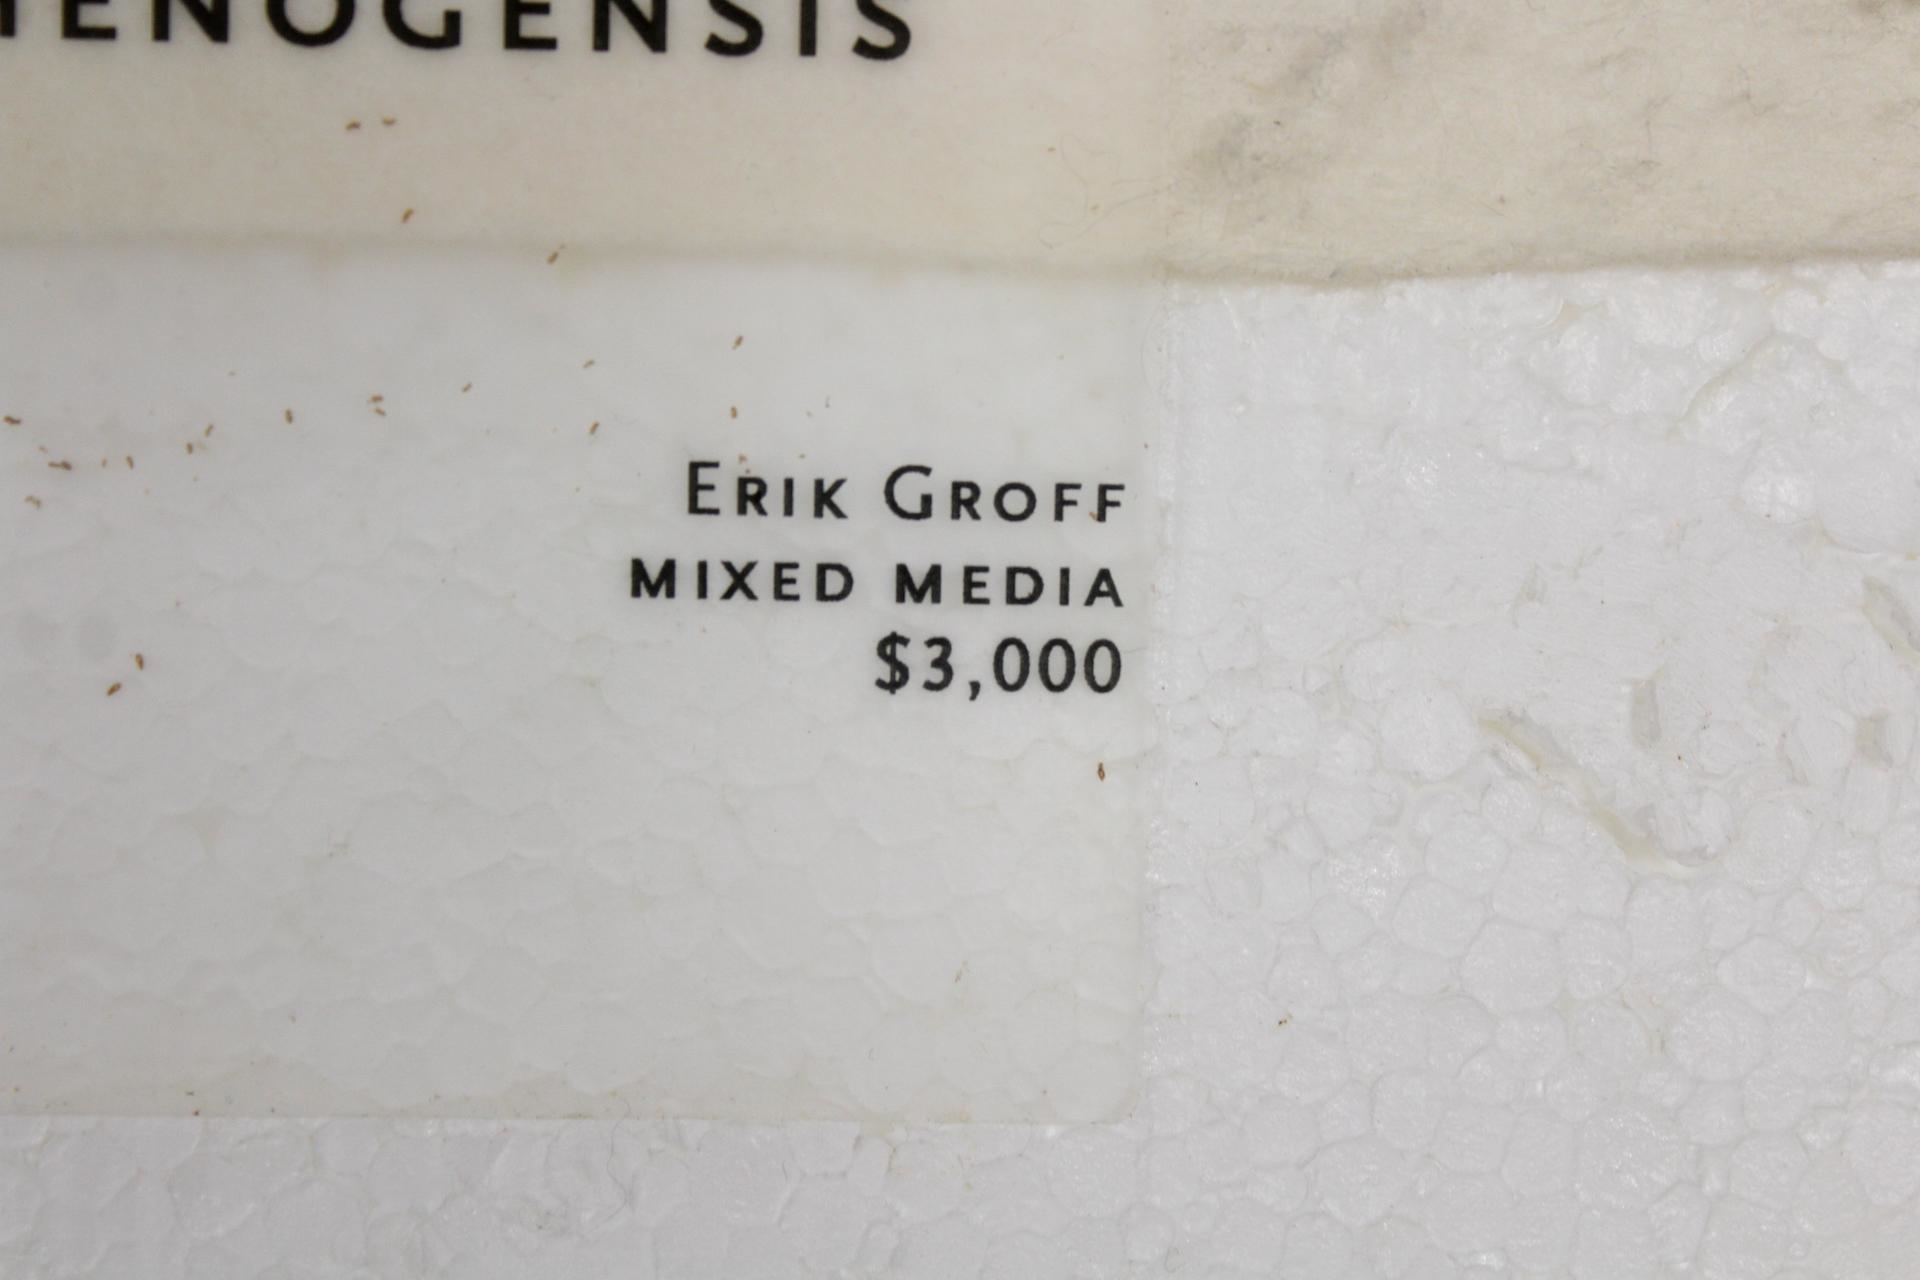 ENOGENSIS
Erik Groff
MIXED MEDIA
$3,000